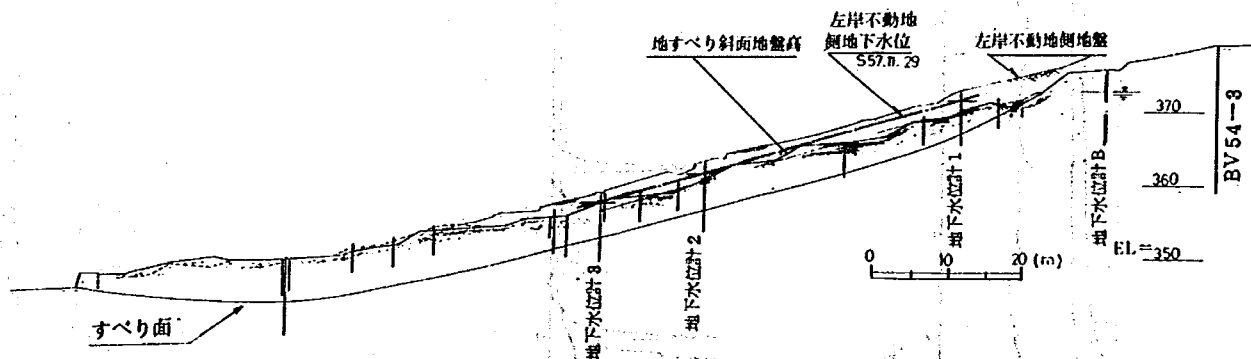 左岸不動地
側地下水位
S57.11.29
地すべり斜面地盤高
左岸不動地側地盤
370
360
EL= 350
BV54-3
地下水位計B
地下水位計1
地下水位計2
地下水位計3
0 10 20 (m)
すべり面